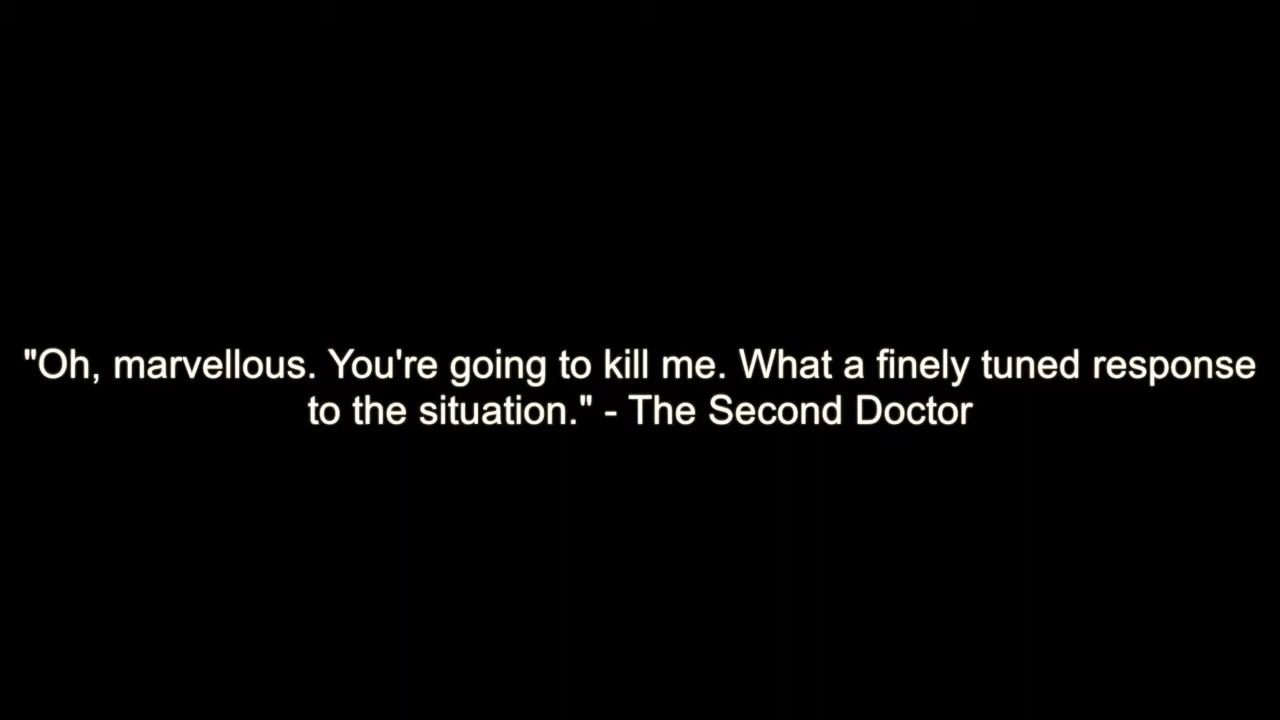 "Oh, marvellous. You're going to kill me. What a finely tuned response
to the situation." - The Second Doctor